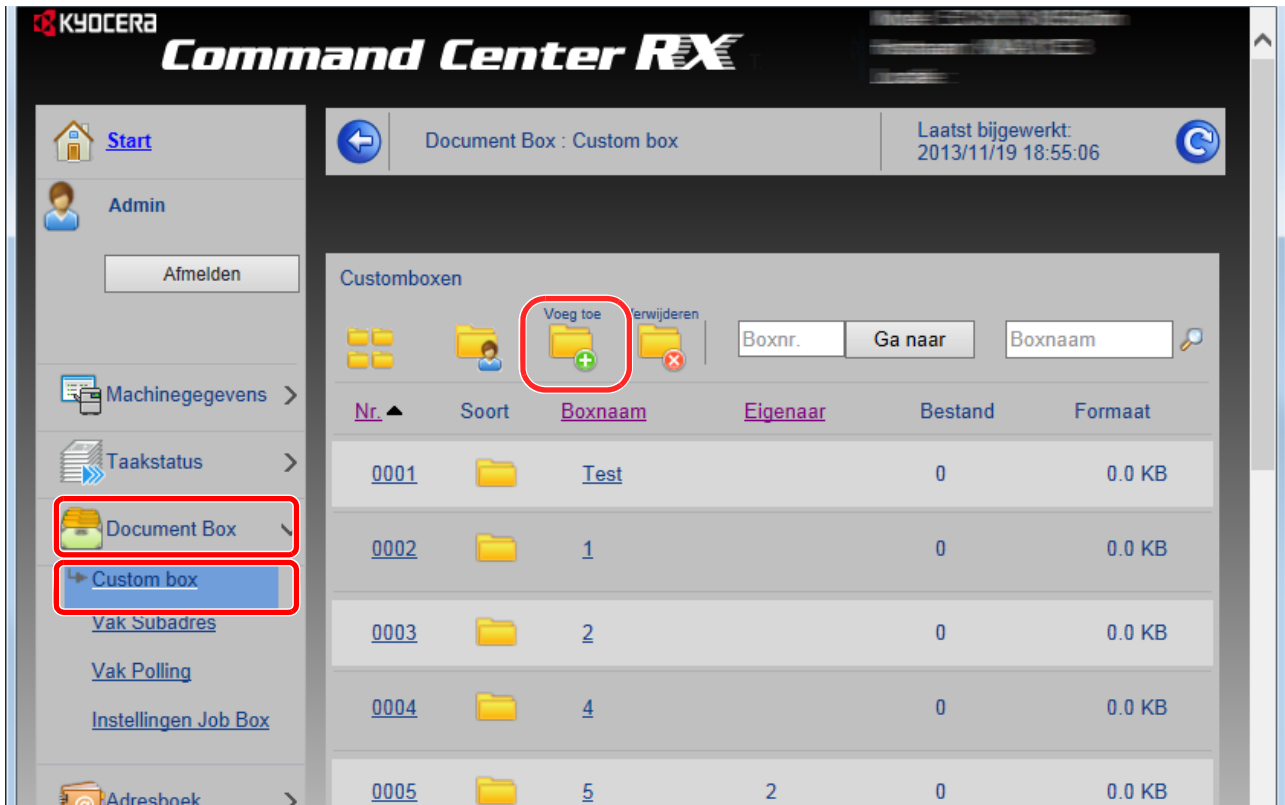 KYOCERA
Command Center RX
Start
Admin
Afmelden
Machinegegevens
Taakstatus
Document Box
Custom box
Vak Subadres
Vak Polling
Instellingen Job Box
Adresboek
Document Box : Custom box
Laatst bijgewerkt:
2013/11/19 18:55:06
Customboxen
Voeg toe
Verwijderen
Boxnr.
Ga naar
Boxnaam
Nr. Soort Boxnaam Eigenaar Bestand Formaat
0001 Test 0 0.0 KB
0002 1 0 0.0 KB
0003 2 0 0.0 KB
0004 4 0 0.0 KB
0005 5 2 0 0.0 KB